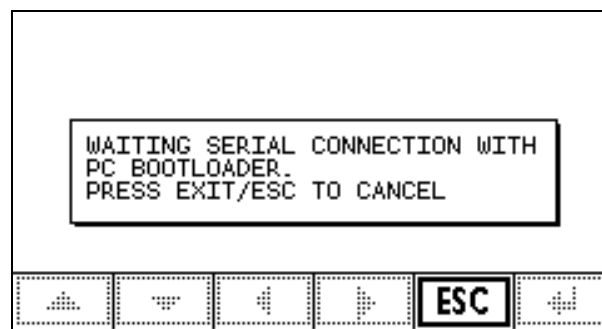 WAITING SERIAL CONNECTION WITH
PC BOOTLOADER.
PRESS EXIT/ESC TO CANCEL
ESC